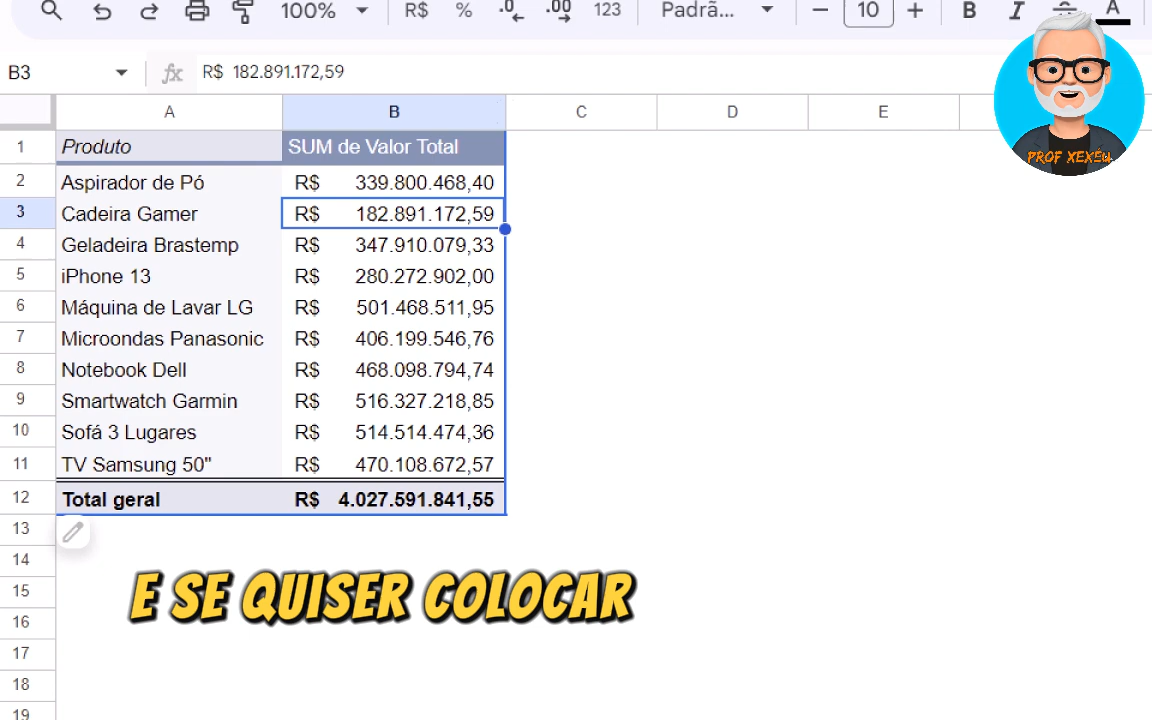 100% R$ % .0 .00 123 Padrã... 10 B I A
B3 fx R$ 182.891.172,59
A B C D E
1 Produto SUM de Valor Total
2 Aspirador de Pó R$ 339.800.468,40
3 Cadeira Gamer R$ 182.891.172,59
4 Geladeira Brastemp R$ 347.910.079,33
5 iPhone 13 R$ 280.272.902,00
6 Máquina de Lavar LG R$ 501.468.511,95
7 Microondas Panasonic R$ 406.199.546,76
8 Notebook Dell R$ 468.098.794,74
9 Smartwatch Garmin R$ 516.327.218,85
10 Sofá 3 Lugares R$ 514.514.474,36
11 TV Samsung 50" R$ 470.108.672,57
12 Total geral R$ 4.027.591.841,55
13
14
15
16
17
18
19
PROF XEXÉU
E SE QUISER COLOCAR